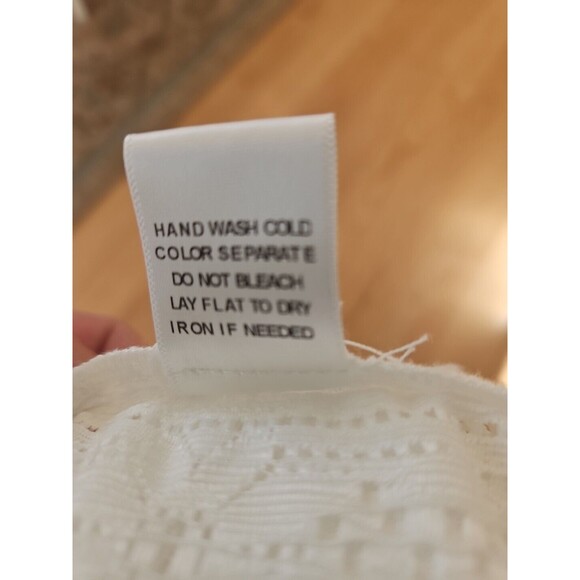 HAND WASH COLD
COLOR SEPARATE
DO NOT BLEACH
LAY FLAT TO DRY
IRON IF NEEDED